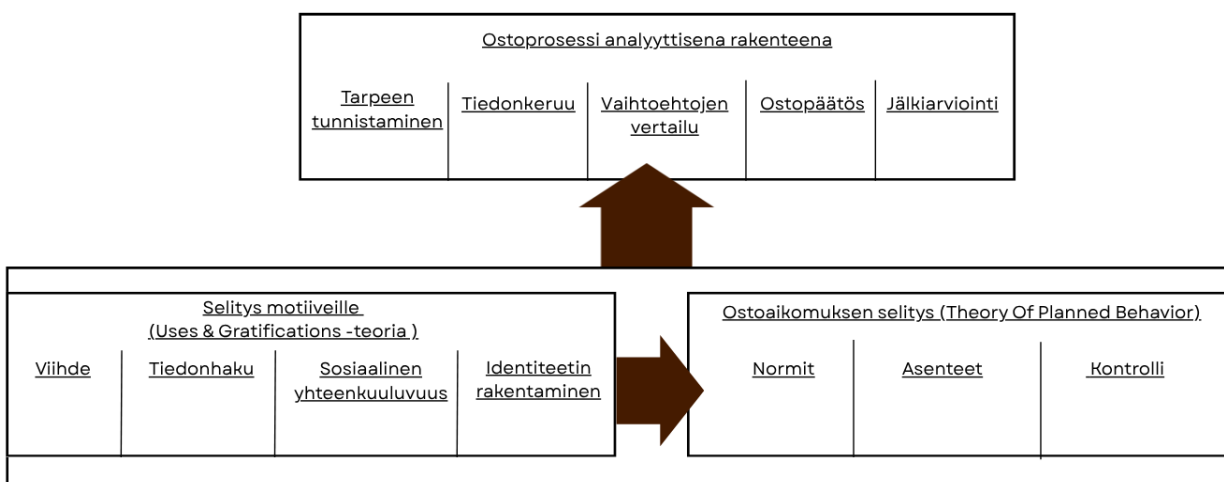 Ostoprosessi analyyttisena rakenteena
Tarpeen
tunnistaminen
Tiedonkeruu
Vaihtoehtojen
vertailu
Ostopäätös
Jälkiarviointi
Selitys motiiveille
(Uses & Gratifications -teoria )
Viihde
Tiedonhaku
Sosiaalinen
yhteenkuuluvuus
Identiteetin
rakentaminen
Ostoaikomuksen selitys (Theory Of Planned Behavior)
Normit
Asenteet
Kontrolli